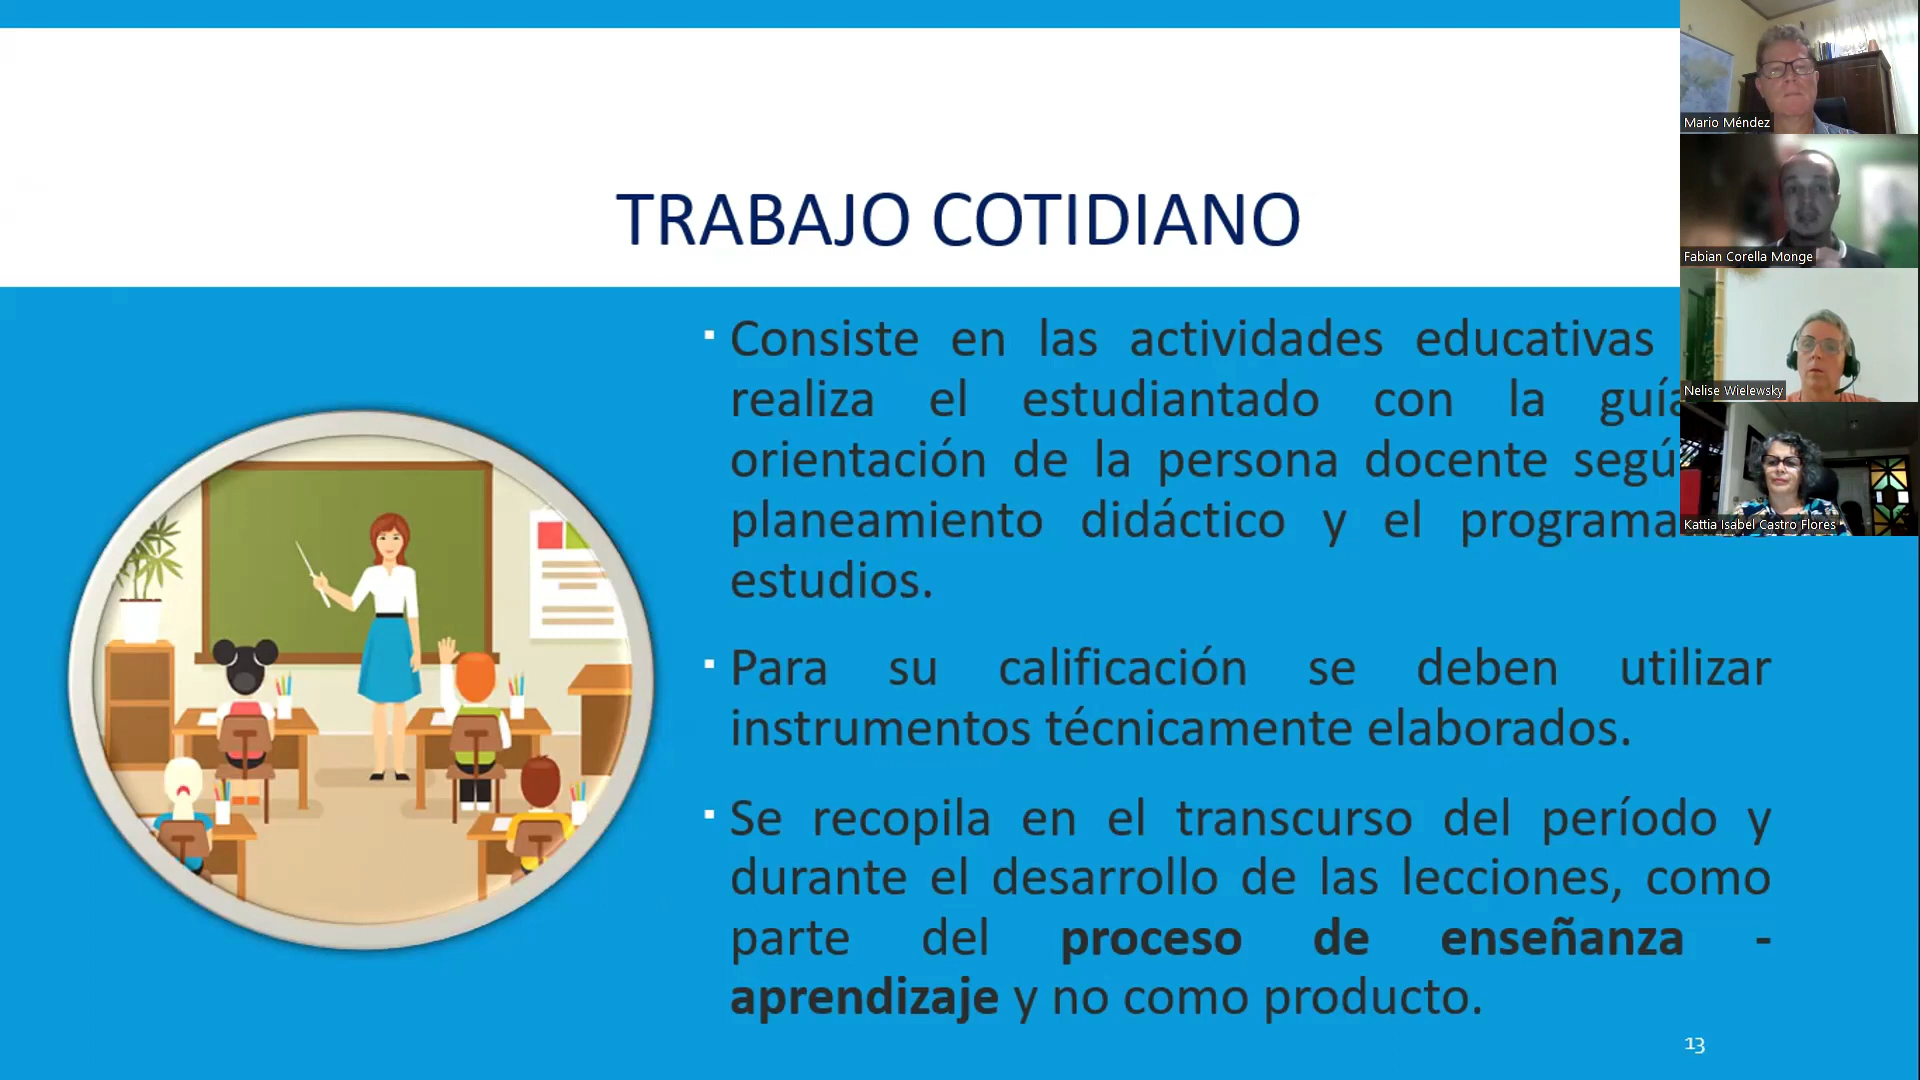 TRABAJO COTIDIANO
Consiste en las actividades educativas
realiza el estudiantado con la guía
orientación de la persona docente segú
planeamiento didáctico y el programa
estudios.
Para su calificación se deben utilizar
instrumentos técnicamente elaborados.
Se recopila en el transcurso del período y
durante el desarrollo de las lecciones, como
parte del proceso de enseñanza -
aprendizaje y no como producto.
13
Mario Méndez
Fabian Corella Monge
Nelise Wielewsky
Kattia Isabel Castro Flores